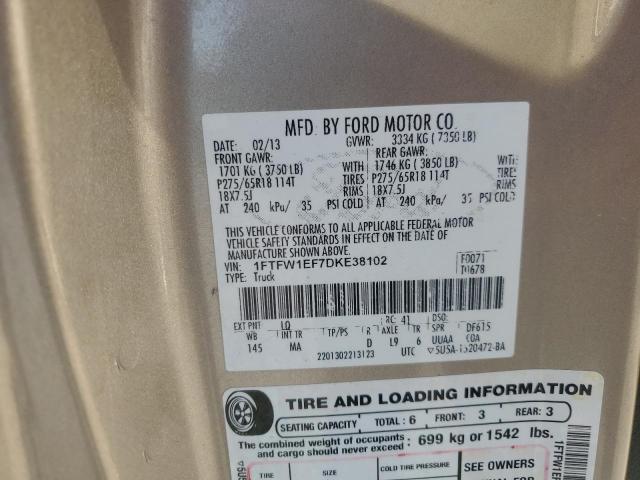 MFD. BY FORD MOTOR CO.
DATE: 02/13 GVWR: 3334 KG ( 7350 LB)
FRONT GAWR: REAR GAWR:
1701 KG ( 3750 LB) WITH 1746 KG ( 3850 LB) WITH
P275/65R18 114T TIRES P275/65R18 114T TIRES
18X7.5J RIMS 18X7.5J RIMS
AT 240 kPa/ 35 PSI COLD AT 240 kPa/ 35 PSI COLD
THIS VEHICLE CONFORMS TO ALL APPLICABLE FEDERAL MOTOR
VEHICLE SAFETY STANDARDS IN EFFECT ON THE DATE OF
MANUFACTURE SHOWN ABOVE.
VIN: 1FTFW1EF7DKE38102 F0071
TYPE: Truck 10678
EXT PNT: LQ RC: 41 DSO:
WB INT TR TP/PS R AXLE TR SPR DF615
145 MA D L9 6 UUAA
2201302213123 UTC
TIRE AND LOADING INFORMATION
SEATING CAPACITY TOTAL : 6 FRONT: 3 REAR: 3
The combined weight of occupants and cargo should never exceed : 699 kg or 1542 lbs.
TIRE SIZE COLD TIRE PRESSURE SEE OWNERS